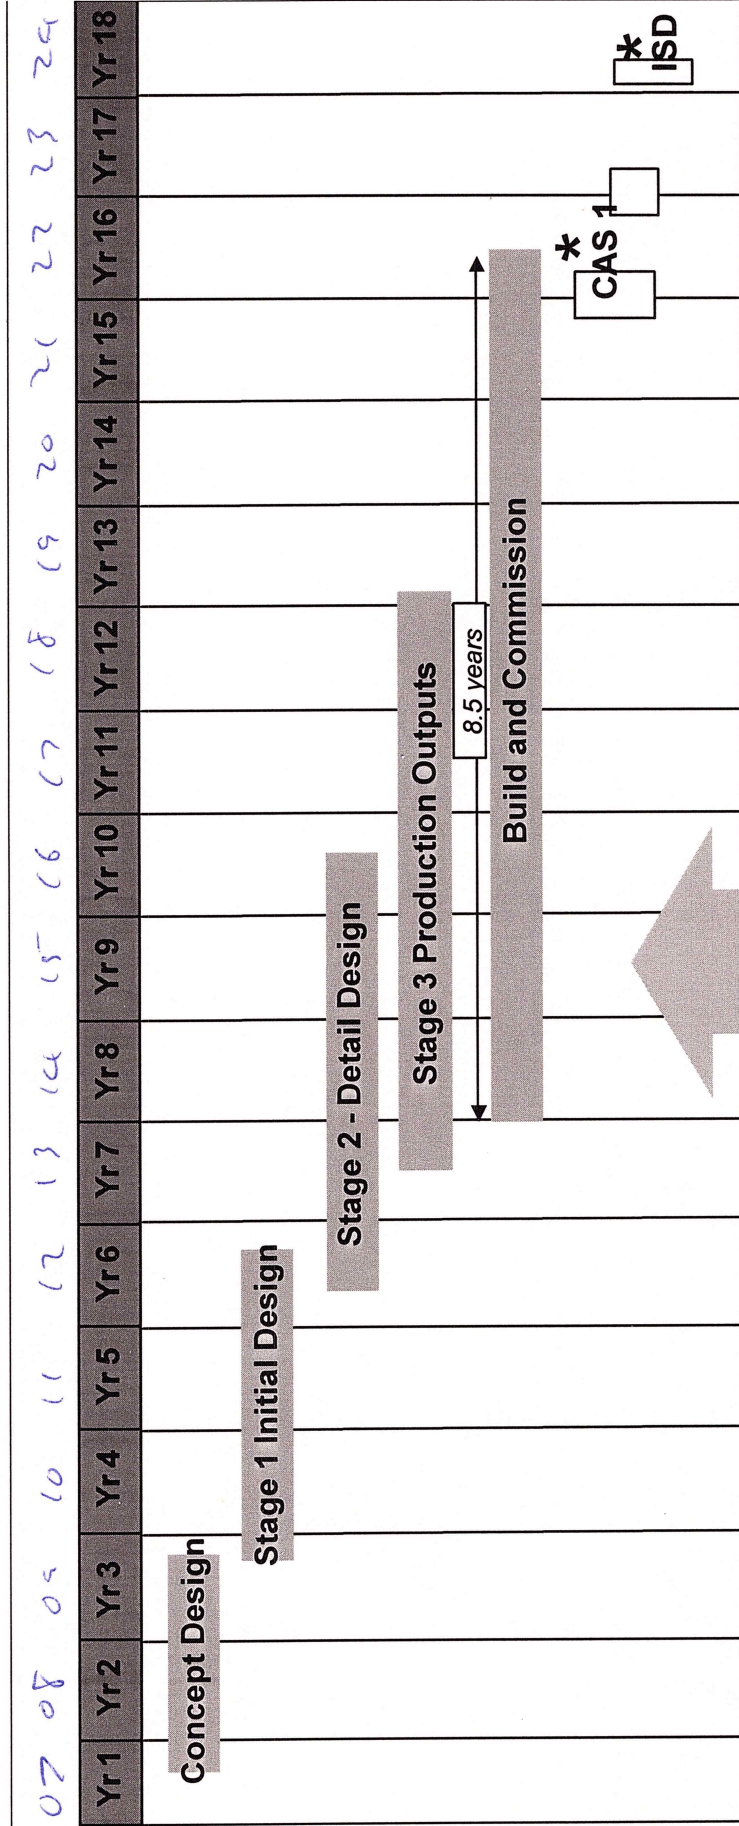 07 08 09 10 11 12 13 14 15 16 17 18 19 20 21 22 23 24
Yr 1 Yr 2 Yr 3 Yr 4 Yr 5 Yr 6 Yr 7 Yr 8 Yr 9 Yr 10 Yr 11 Yr 12 Yr 13 Yr 14 Yr 15 Yr 16 Yr 17 Yr 18
Concept Design
Stage 1 Initial Design
Stage 2 - Detail Design
Stage 3 Production Outputs
8.5 years
Build and Commission
*
CAS 1
*
ISD